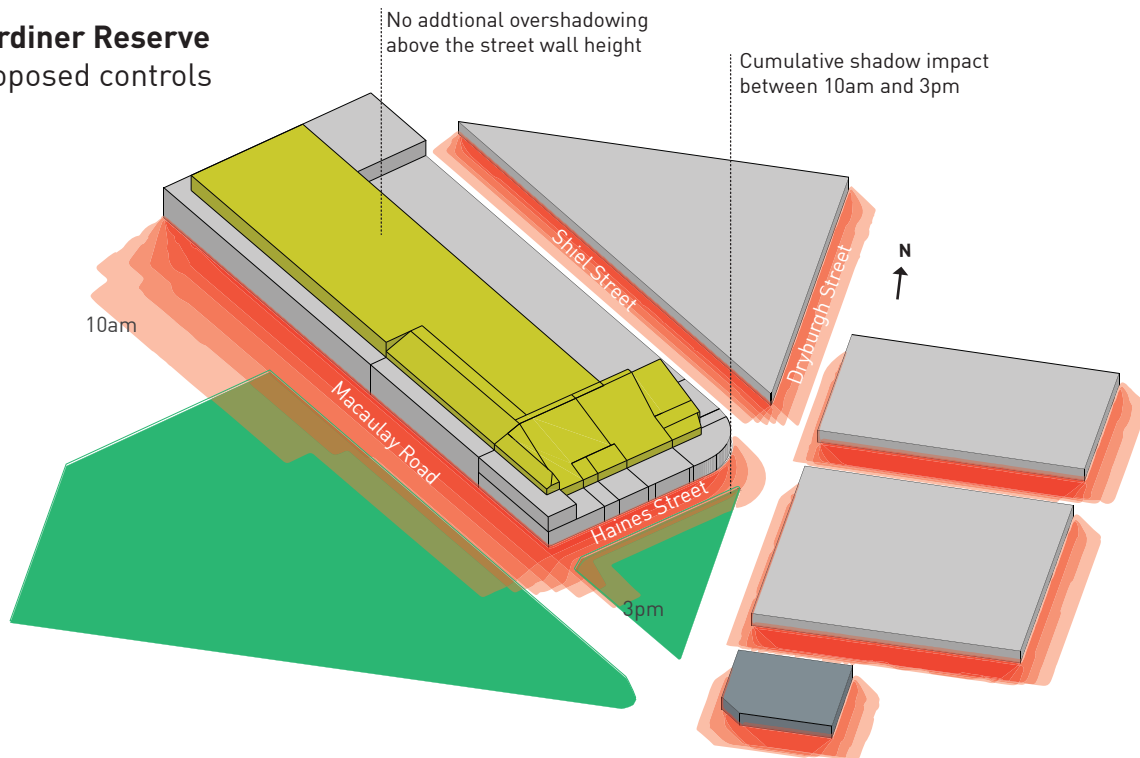 rdiner Reserve
oposed controls
No addtional overshadowing
above the street wall height
Cumulative shadow impact
between 10am and 3pm
Shiel Street
Dryburgh Street
N
10am
Macaulay Road
Haines Street
3pm